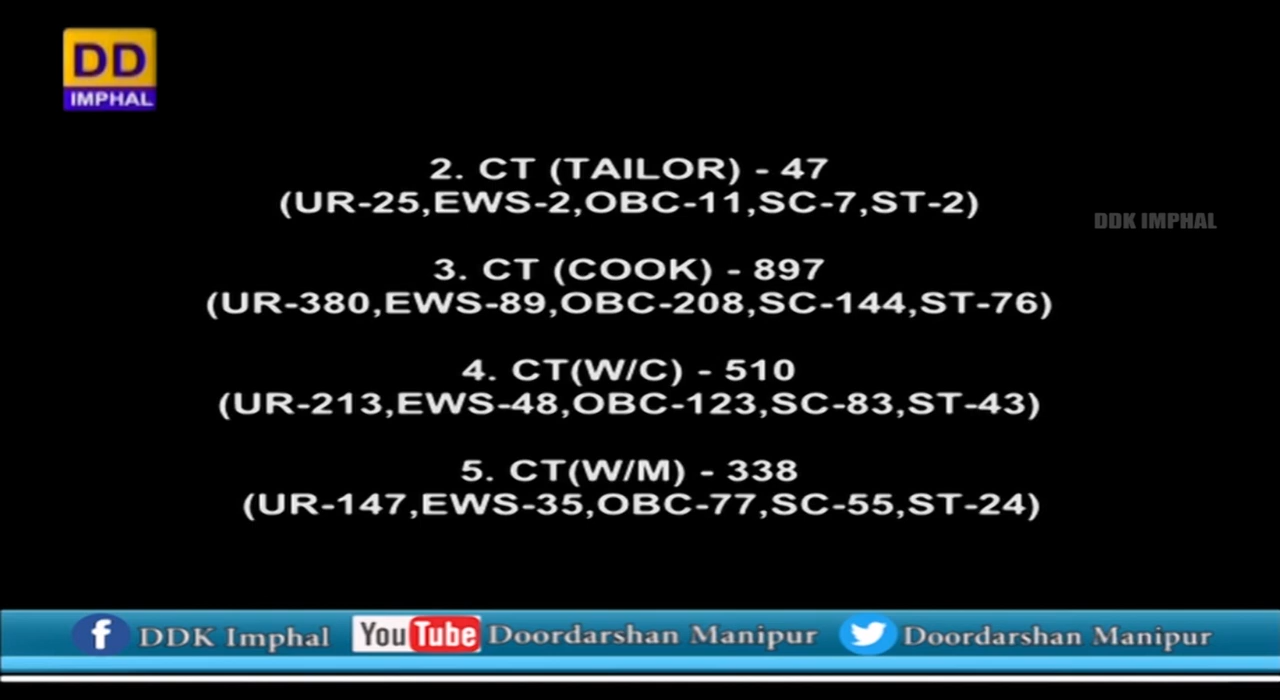 DD
IMPHAL
2. CT (TAILOR) - 47
(UR-25,EWS-2,OBC-11,SC-7,ST-2)
DDK IMPHAL
3. CT (COOK) - 897
(UR-380,EWS-89,OBC-208,SC-144,ST-76)
4. CT(W/C) - 510
(UR-213,EWS-48,OBC-123,SC-83,ST-43)
5. CT(W/M) - 338
(UR-147,EWS-35,OBC-77,SC-55,ST-24)
f DDK Imphal YouTube Doordarshan Manipur Doordarshan Manipur